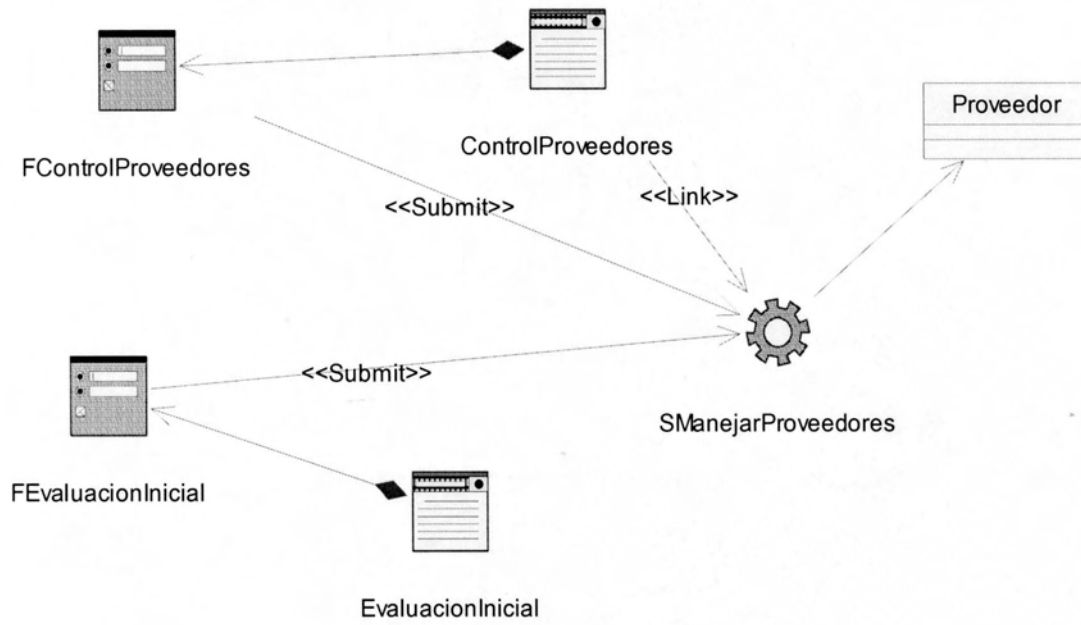 Proveedor
ControlProveedores
FControlProveedores
<<Submit>>
<<Link>>
<<Submit>>
SManejarProveedores
FEvaluacionInicial
EvaluacionInicial